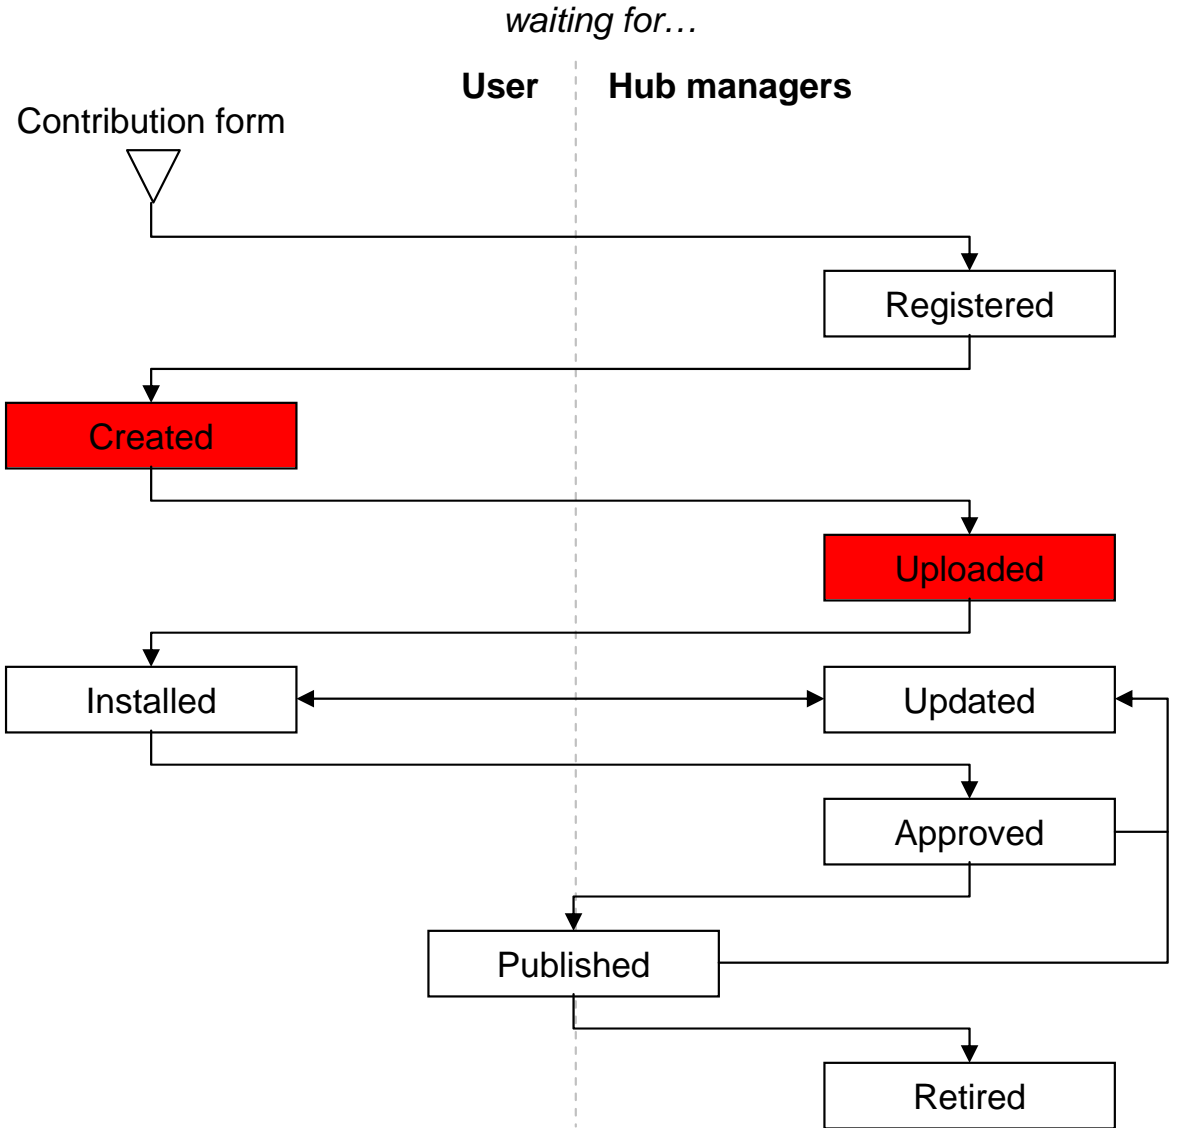 waiting for…
User
Hub managers
Contribution form
Registered
Created
Uploaded
Installed
Updated
Approved
Published
Retired